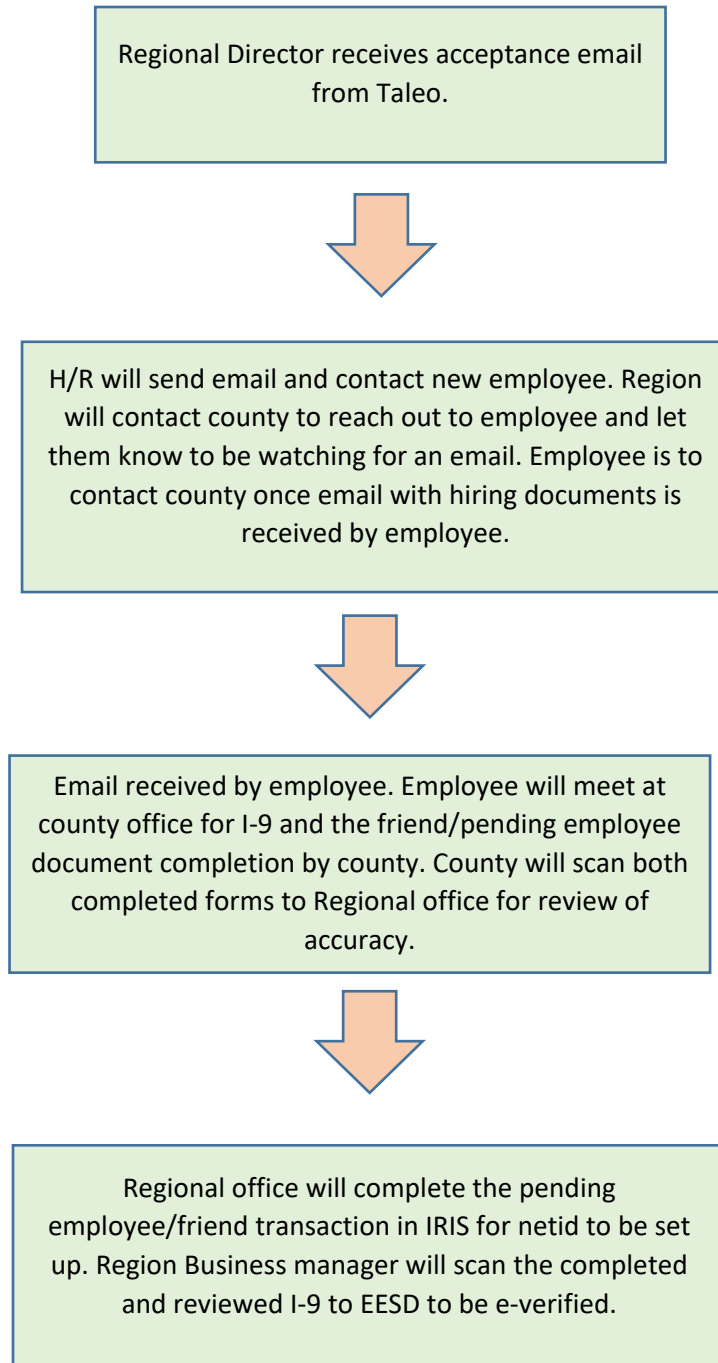 Regional Director receives acceptance email
from Taleo.
H/R will send email and contact new employee. Region
will contact county to reach out to employee and let
them know to be watching for an email. Employee is to
contact county once email with hiring documents is
received by employee.
Email received by employee. Employee will meet at
county office for I-9 and the friend/pending employee
document completion by county. County will scan both
completed forms to Regional office for review of
accuracy.
Regional office will complete the pending
employee/friend transaction in IRIS for netid to be set
up. Region Business manager will scan the completed
and reviewed I-9 to EESD to be e-verified.